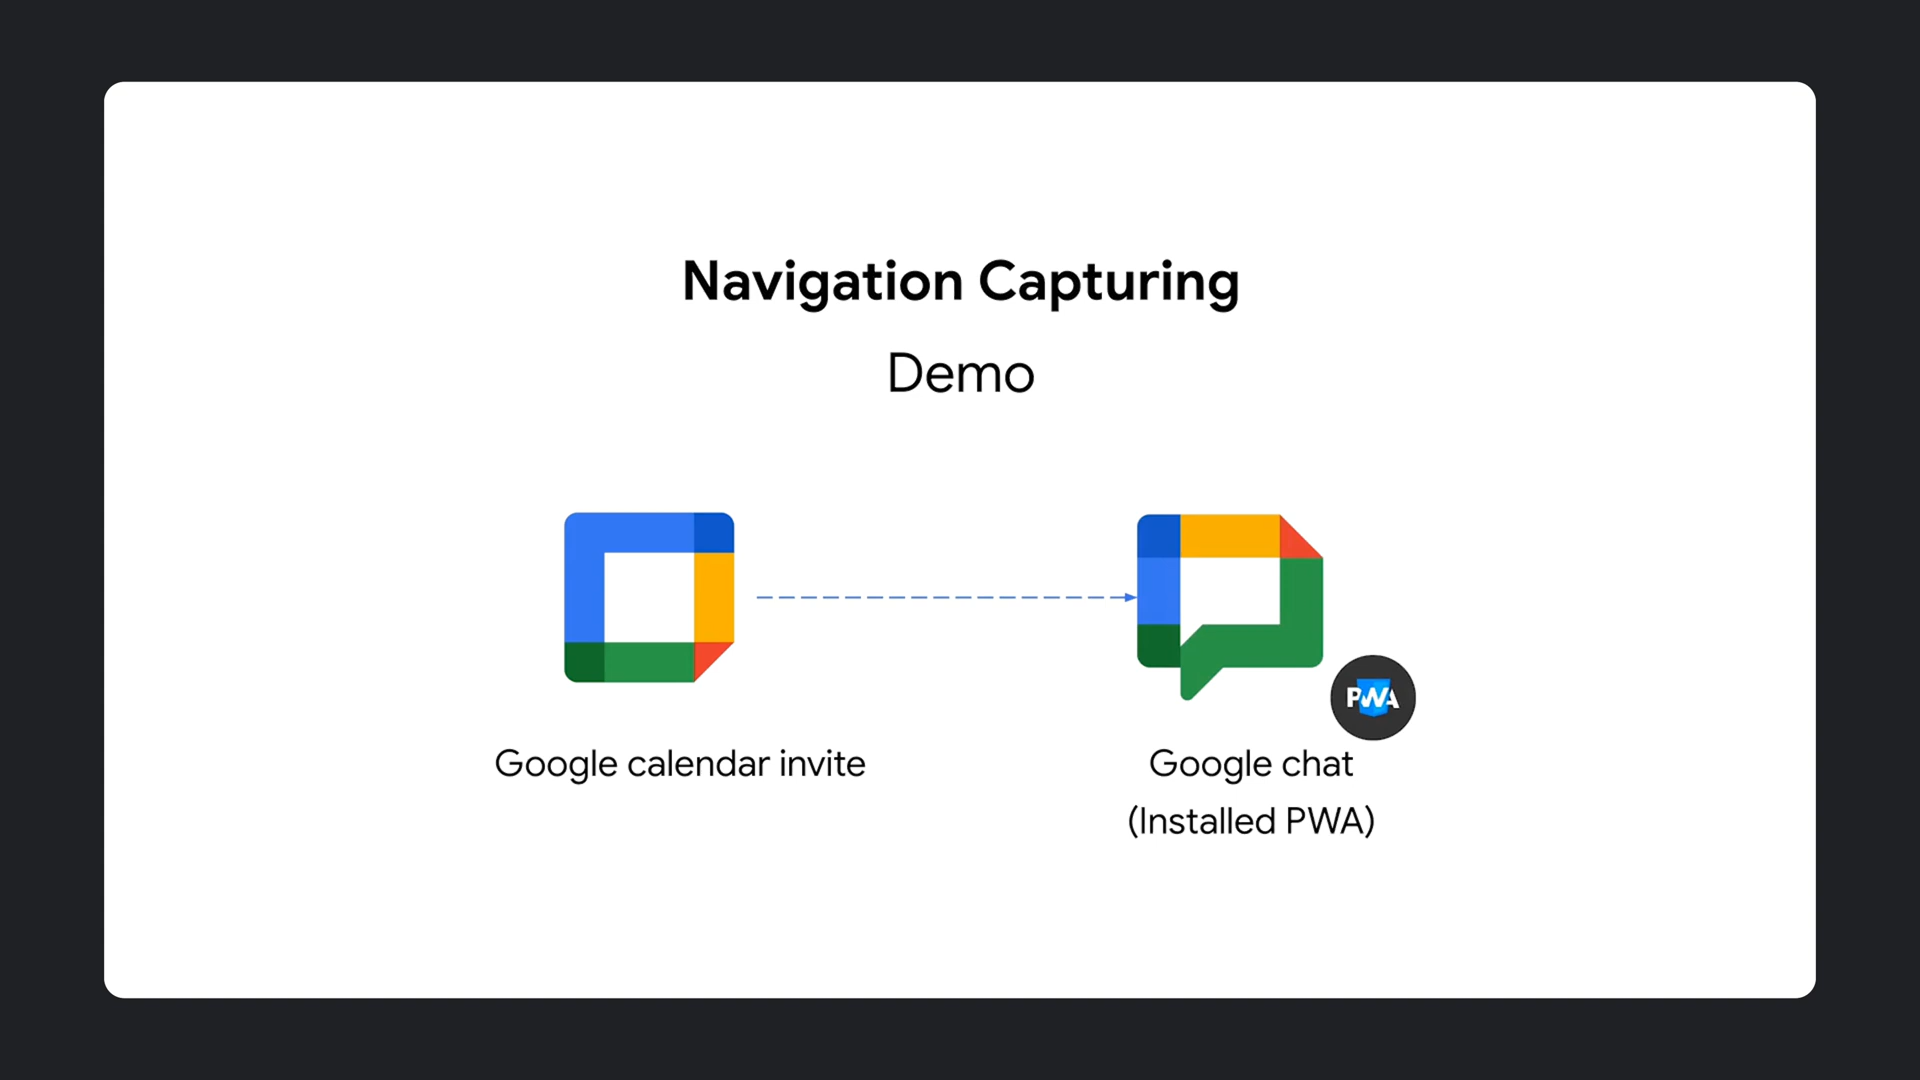 Navigation Capturing
Demo
PWA
Google calendar invite
Google chat
(Installed PWA)